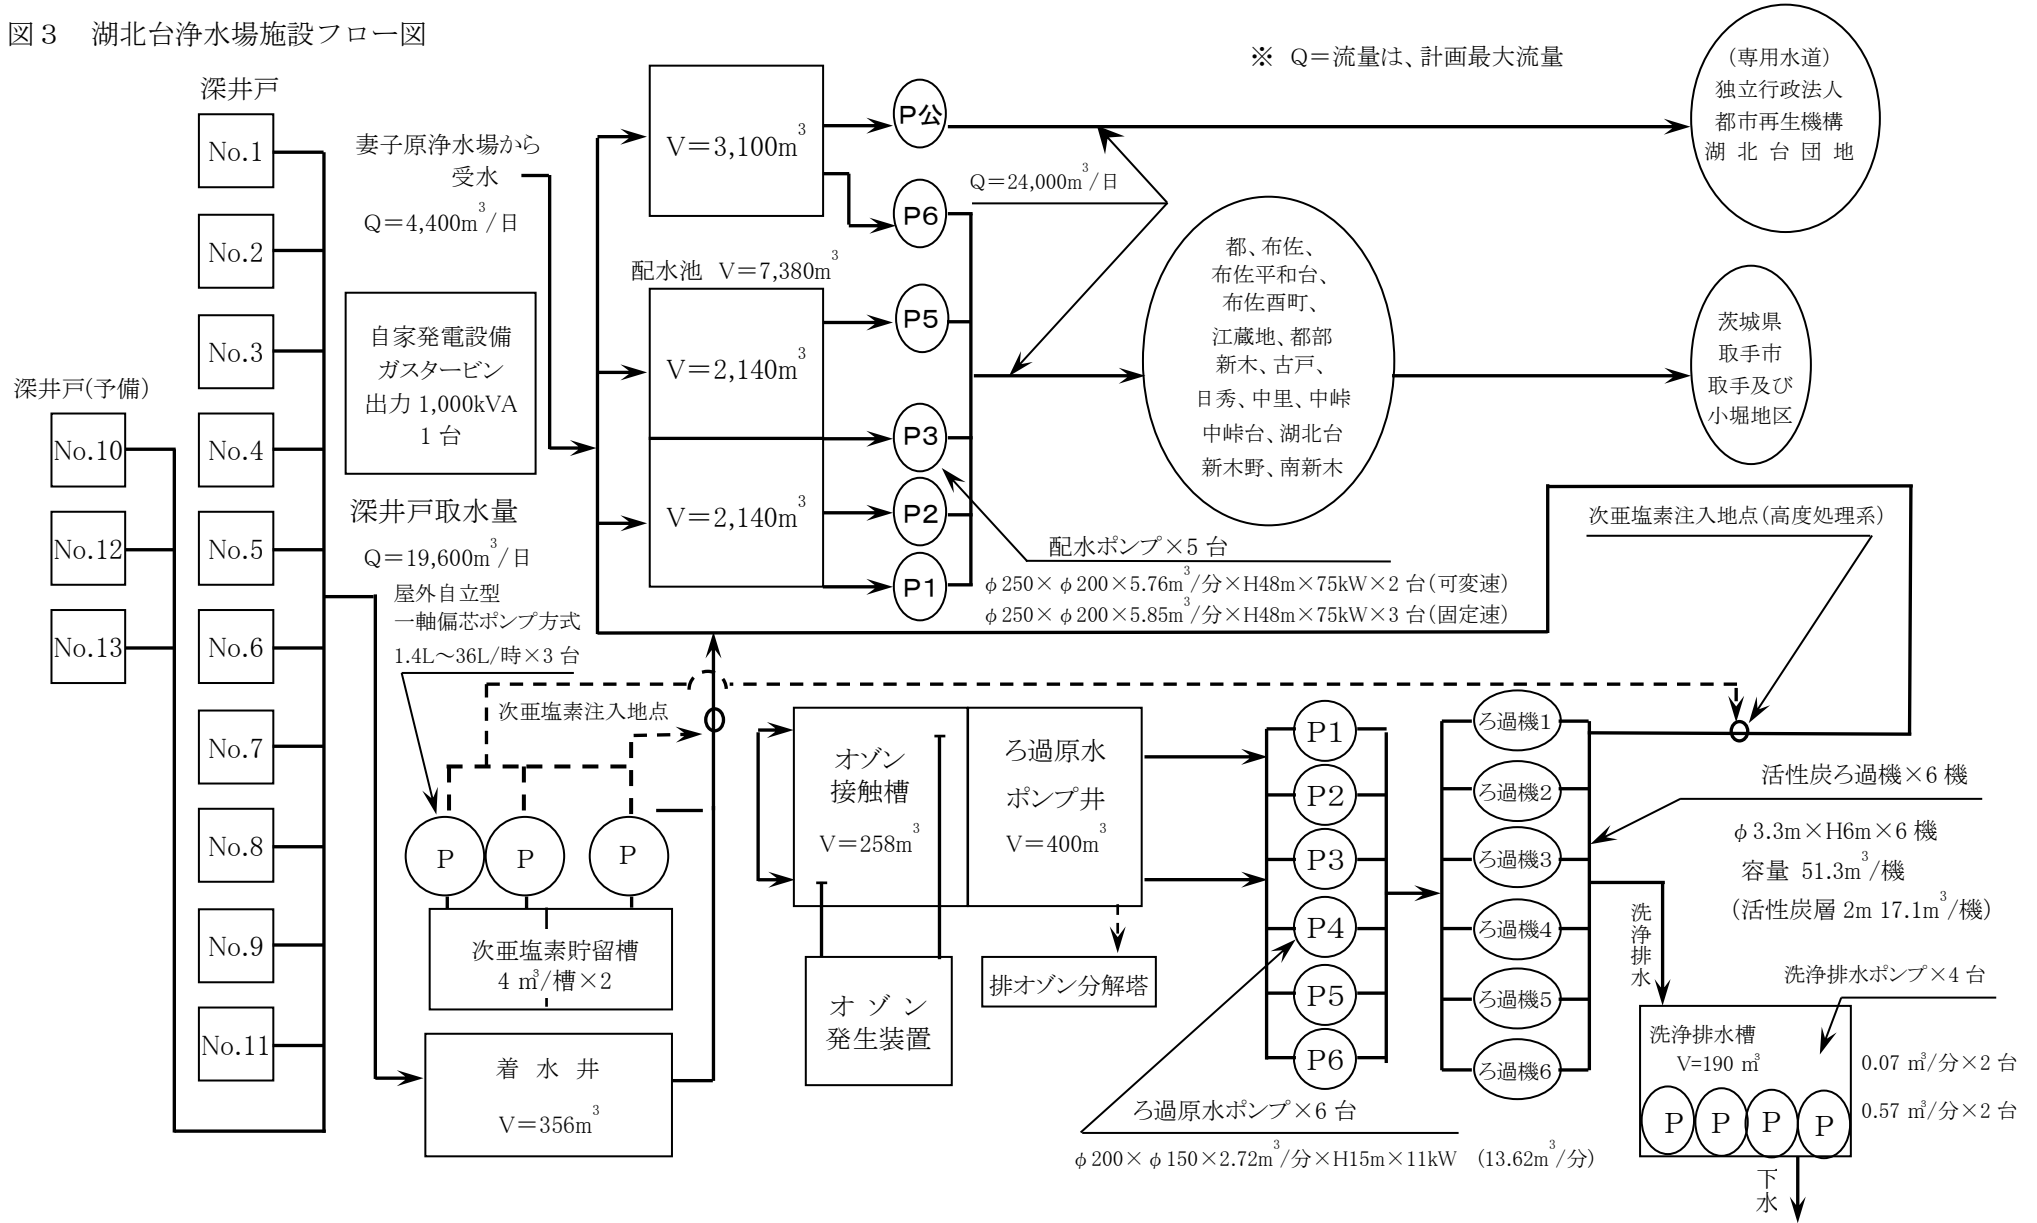 図３　湖北台浄水場施設フロー図
※　Q＝流量は、計画最大流量
深井戸
No.1
No.2
No.3
No.4
No.5
No.6
No.7
No.8
No.9
No.11
深井戸(予備)
No.10
No.12
No.13
妻子原浄水場から
受水
Q＝4,400m³/日
自家発電設備
ガスタービン
出力 1,000kVA
1 台
深井戸取水量
Q＝19,600m³/日
屋外自立型
一軸偏芯ポンプ方式
1.4L～36L/時×3 台
次亜塩素注入地点
P
P
P
次亜塩素貯留槽
4 ㎥/槽×2
着 水 井
V＝356m³
V＝3,100m³
配水池　V＝7,380m³
V＝2,140m³
V＝2,140m³
P公
P6
P5
P3
P2
P1
Q＝24,000m³/日
(専用水道)
独立行政法人
都市再生機構
湖 北 台 団 地
都、布佐、
布佐平和台、
布佐酉町、
江蔵地、都部
新木、古戸、
日秀、中里、中峠
中峠台、湖北台
新木野、南新木
茨城県
取手市
取手及び
小堀地区
配水ポンプ×5 台
φ250×φ200×5.76m³/分×H48m×75kW×2 台(可変速)
φ250×φ200×5.85m³/分×H48m×75kW×3 台(固定速)
次亜塩素注入地点(高度処理系)
オゾン
接触槽
V＝258m³
ろ過原水
ポンプ井
V＝400m³
オ ゾ ン
発生装置
排オゾン分解塔
P1
P2
P3
P4
P5
P6
ろ過原水ポンプ×6 台
φ200×φ150×2.72m³/分×H15m×11kW　(13.62m³/分)
ろ過機1
ろ過機2
ろ過機3
ろ過機4
ろ過機5
ろ過機6
活性炭ろ過機×6 機
φ3.3m×H6m×6 機
容量 51.3m³/機
(活性炭層 2m 17.1m³/機)
洗浄排水
洗浄排水ポンプ×4 台
洗浄排水槽
V=190 ㎥
0.07 ㎥/分×2 台
0.57 ㎥/分×2 台
P
P
P
P
下水